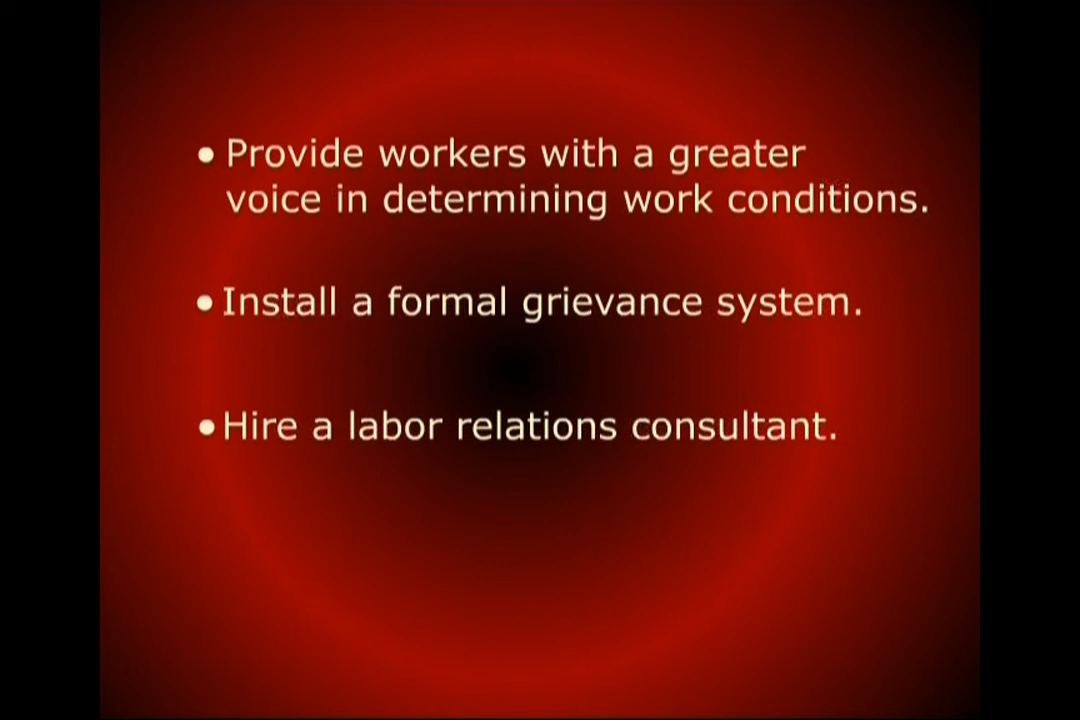 • Provide workers with a greater
voice in determining work conditions.
• Install a formal grievance system.
• Hire a labor relations consultant.